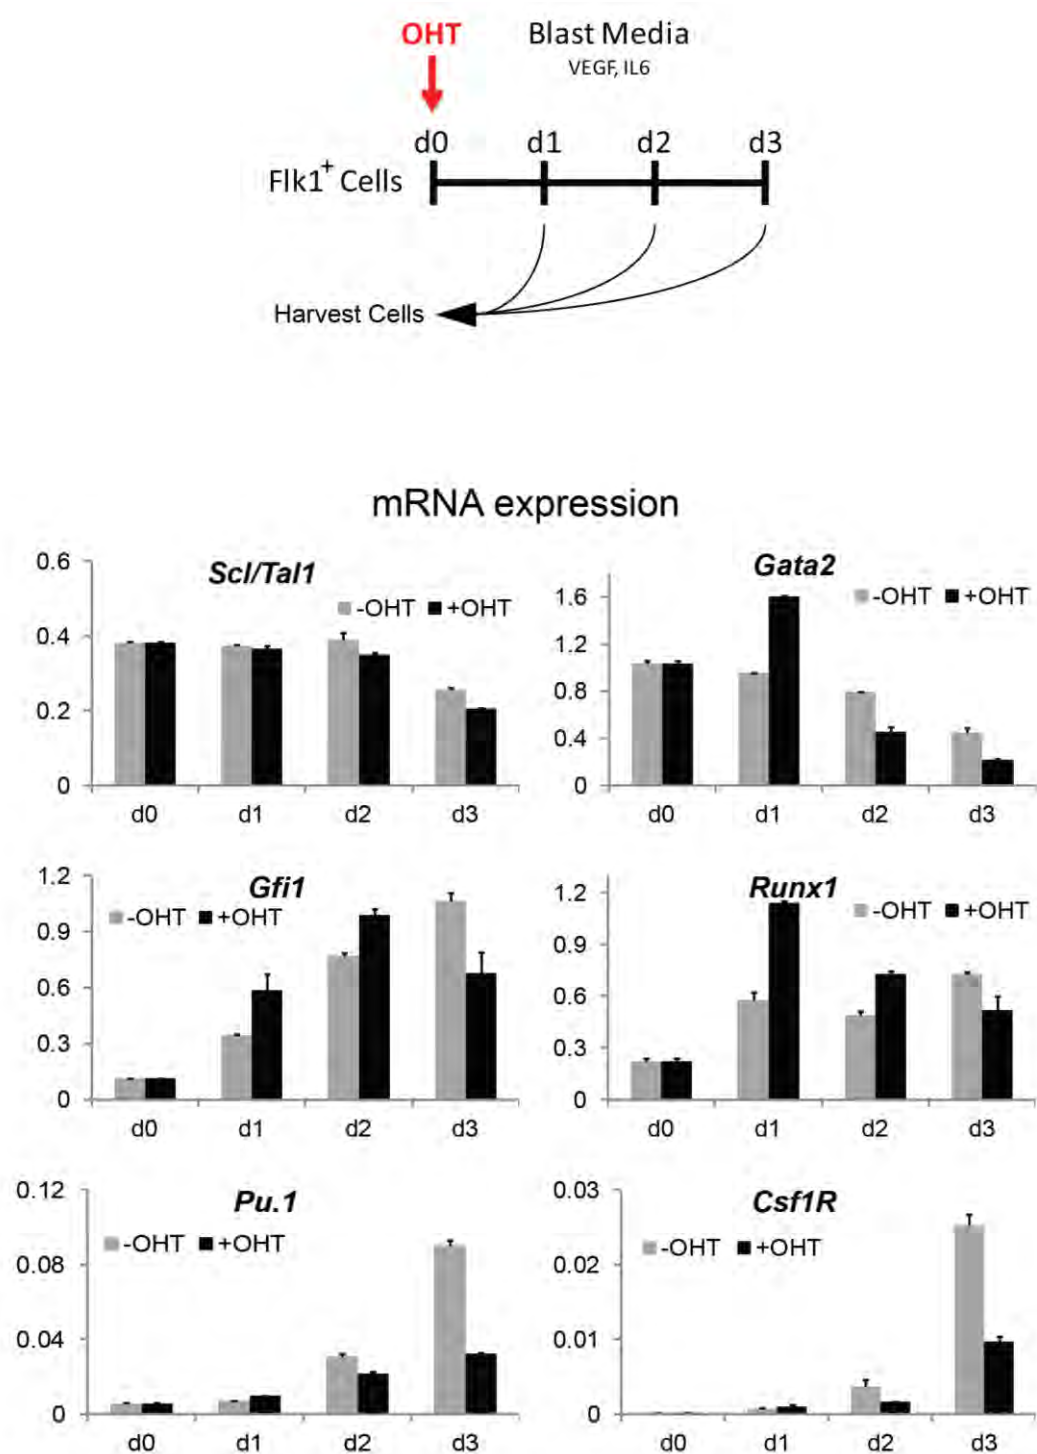 OHT Blast Media
VEGF, IL6
d0 d1 d2 d3
Flk1+ Cells
Harvest Cells
mRNA expression
Scl/Tal1
-OHT +OHT
0.6
0.4
0.2
0
d0 d1 d2 d3
Gata2
-OHT +OHT
1.6
1.2
0.8
0.4
0
d0 d1 d2 d3
Gfi1
-OHT +OHT
1.2
0.9
0.6
0.3
0
d0 d1 d2 d3
Runx1
-OHT +OHT
1.2
0.9
0.6
0.3
0
d0 d1 d2 d3
Pu.1
-OHT +OHT
0.12
0.08
0.04
0
d0 d1 d2 d3
Csf1R
-OHT +OHT
0.03
0.02
0.01
0
d0 d1 d2 d3